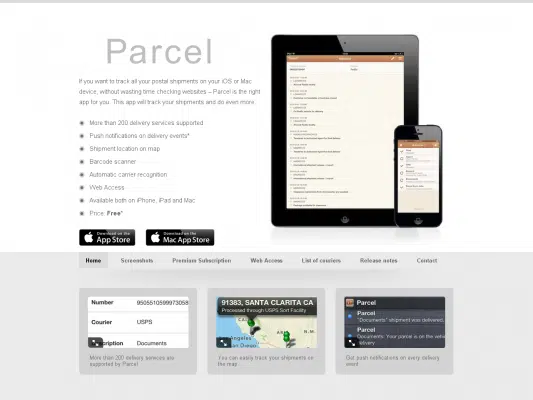 Parcel
If you want to track all your postal shipments on your iOS or Mac
device, without wasting time checking websites – Parcel is the right
app for you. This app will track your shipments and do even more.
More than 200 delivery services supported
Push notifications on delivery events*
Shipment location on map
Barcode scanner
Automatic carrier recognition
Web Access
Available both on iPhone, iPad and Mac
Price: Free*
Download on the
App Store
Download on the
Mac App Store
Home Screenshots Premium Subscription Web Access List of couriers Release notes Contact
Number 9505510599973058
Courier USPS
scription Documents
More than 200 delivery services are
supported by Parcel
91383, SANTA CLARITA CA
Processed through USPS Sort Facility
You can easily track your shipments on
the map
Parcel
Parcel
"Documents" shipment was delivered.
Parcel
Documents: Your parcel is on the
delivery
Get push notifications on every delivery
event